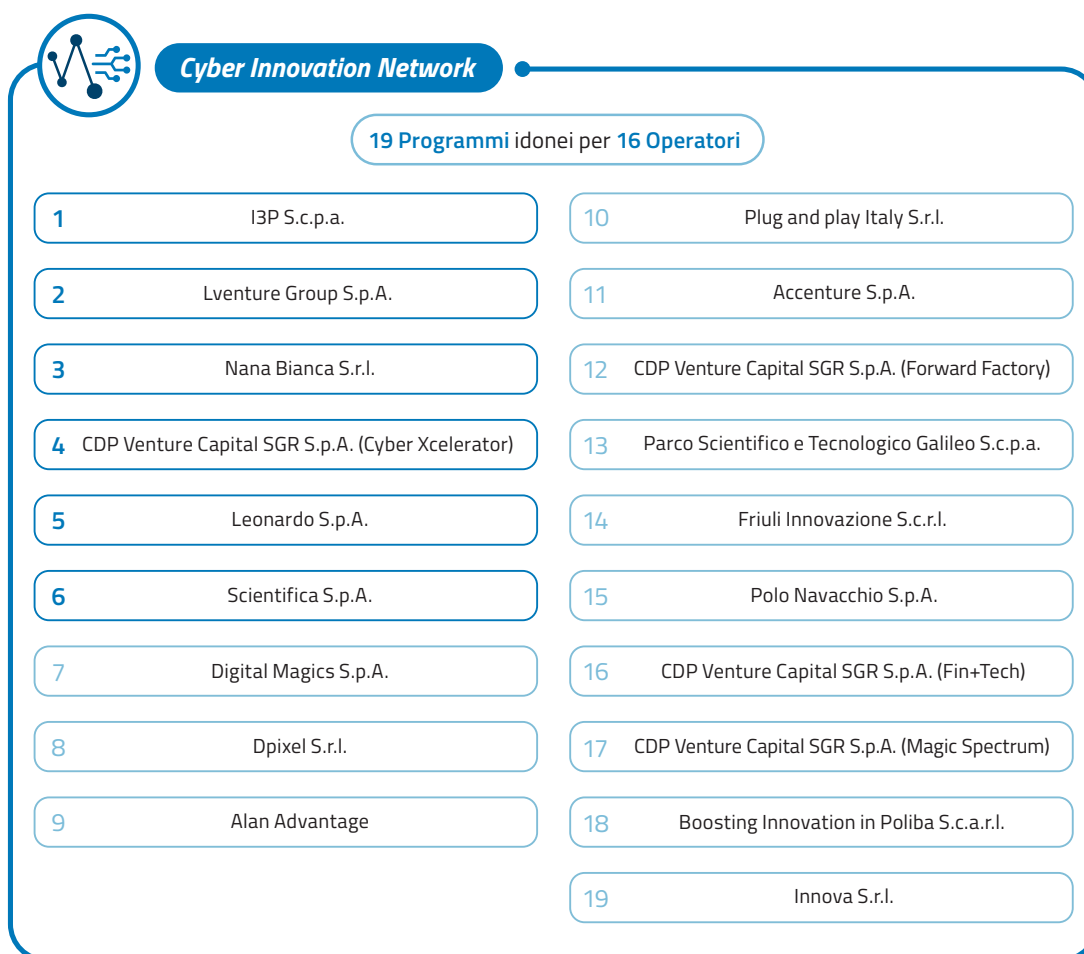 Cyber Innovation Network
19 Programmi idonei per 16 Operatori
1 I3P S.c.p.a.
2 Lventure Group S.p.A.
3 Nana Bianca S.r.l.
4 CDP Venture Capital SGR S.p.A. (Cyber Xcelerator)
5 Leonardo S.p.A.
6 Scientifica S.p.A.
7 Digital Magics S.p.A.
8 Dpixel S.r.l.
9 Alan Advantage
10 Plug and play Italy S.r.l.
11 Accenture S.p.A.
12 CDP Venture Capital SGR S.p.A. (Forward Factory)
13 Parco Scientifico e Tecnologico Galileo S.c.p.a.
14 Friuli Innovazione S.c.r.l.
15 Polo Navacchio S.p.A.
16 CDP Venture Capital SGR S.p.A. (Fin+Tech)
17 CDP Venture Capital SGR S.p.A. (Magic Spectrum)
18 Boosting Innovation in Poliba S.c.a.r.l.
19 Innova S.r.l.